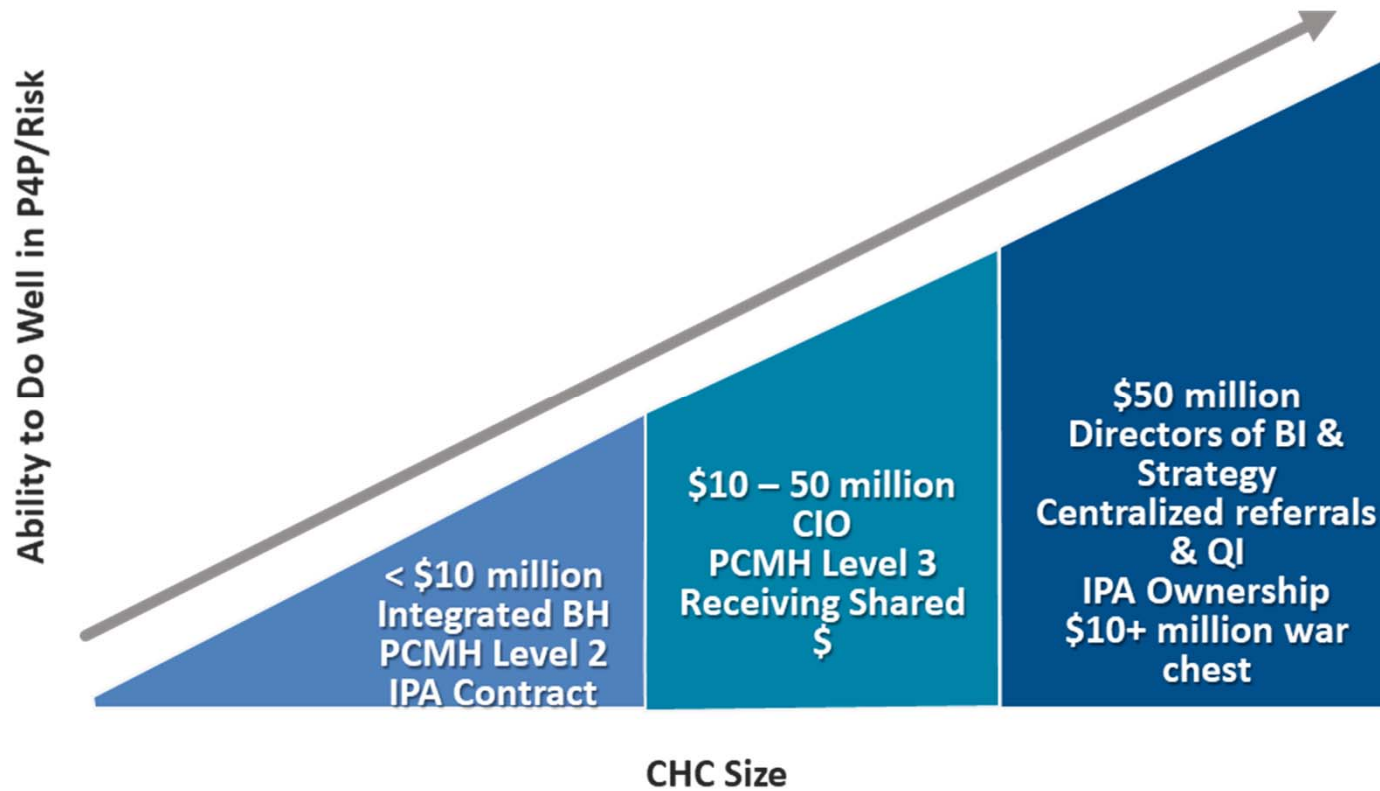 Ability to Do Well in P4P/Risk
< $10 million
Integrated BH
PCMH Level 2
IPA Contract
$10 – 50 million
CIO
PCMH Level 3
Receiving Shared
$
$50 million
Directors of BI &
Strategy
Centralized referrals
& QI
IPA Ownership
$10+ million war
chest
CHC Size